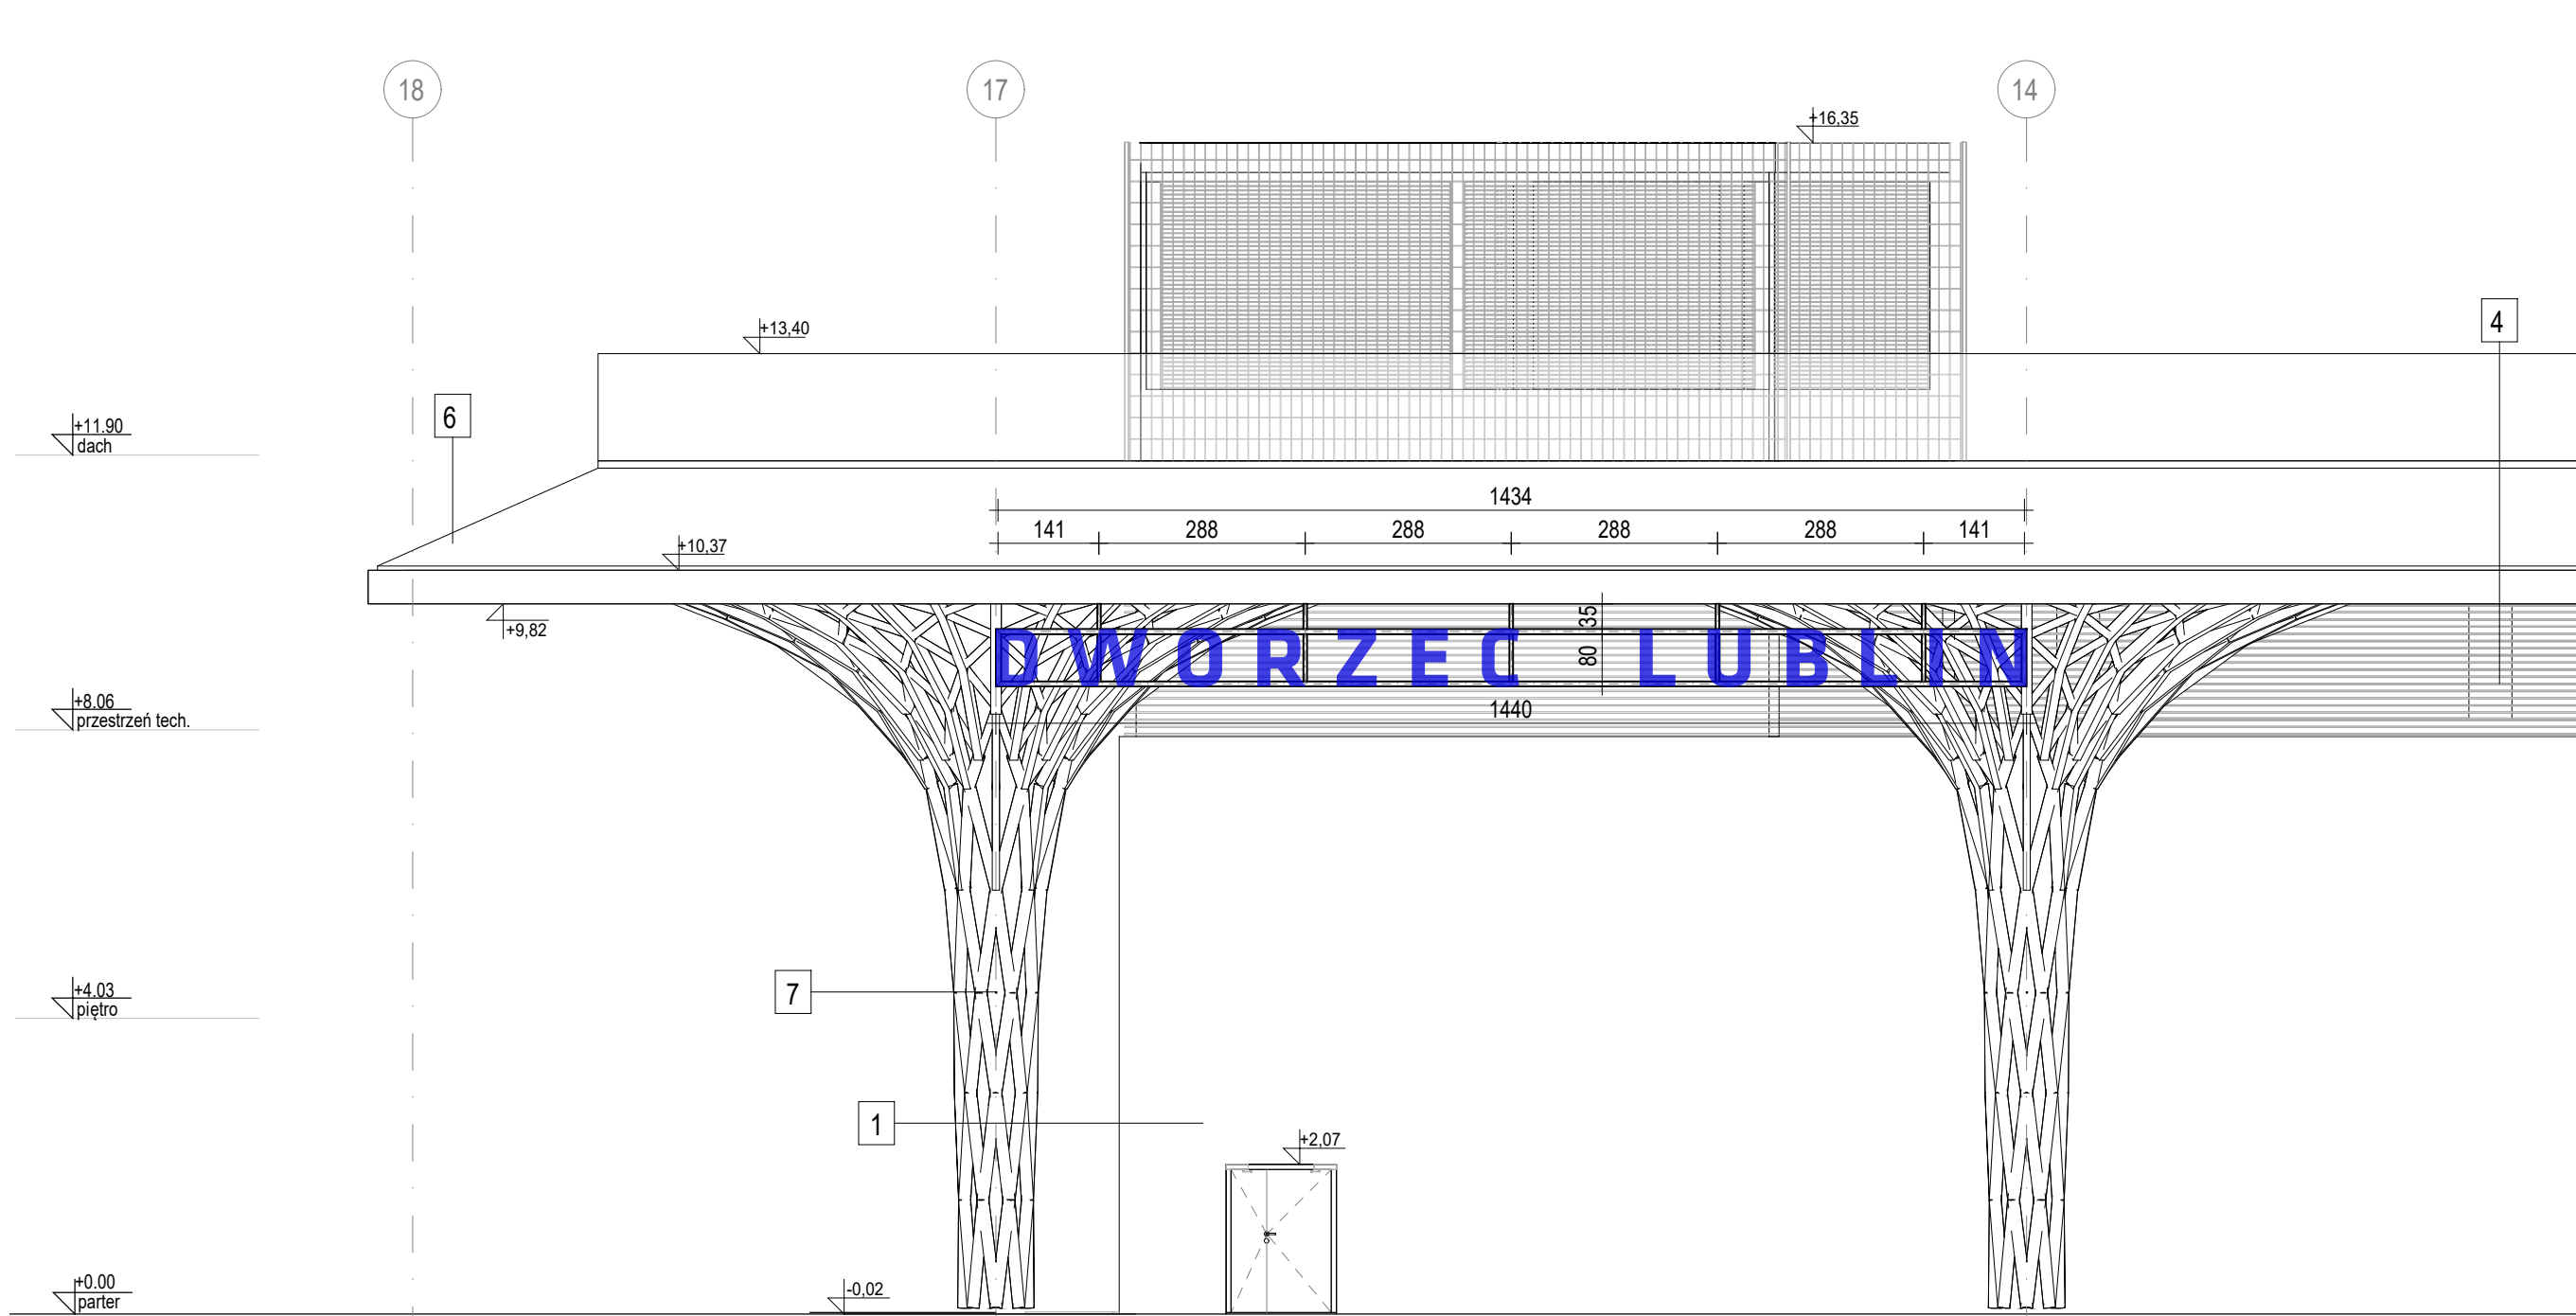 18 17 14
+16,35
+13,40
4
6
+11.90
dach
1434
141 288 288 288 288 141
+10,37
35
+9,82
DWORZEC LUBLIN
80
+8.06
przestrzeń tech.
1440
+4.03
piętro
7
1
+2,07
+0.00
parter
-0,02